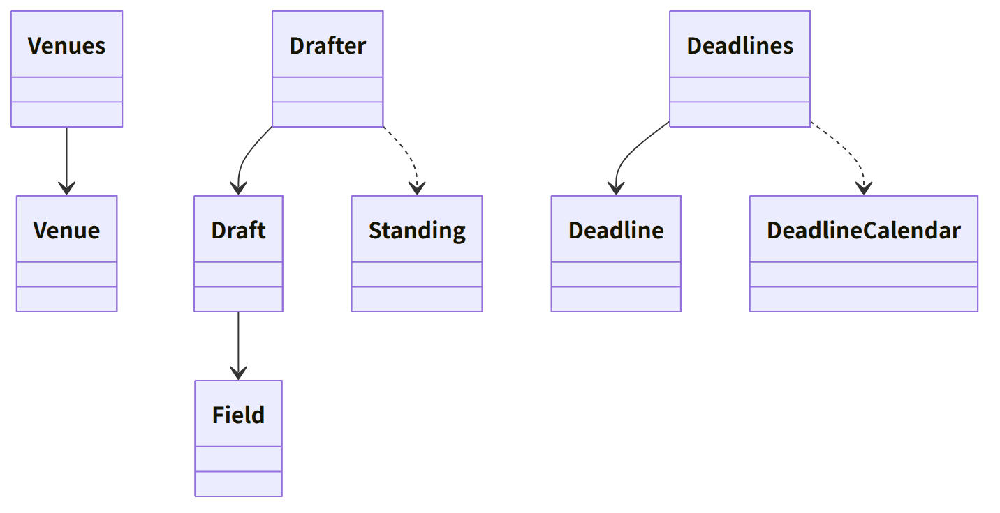 Venues
Drafter
Deadlines
Venue
Draft
Standing
Deadline
DeadlineCalendar
Field